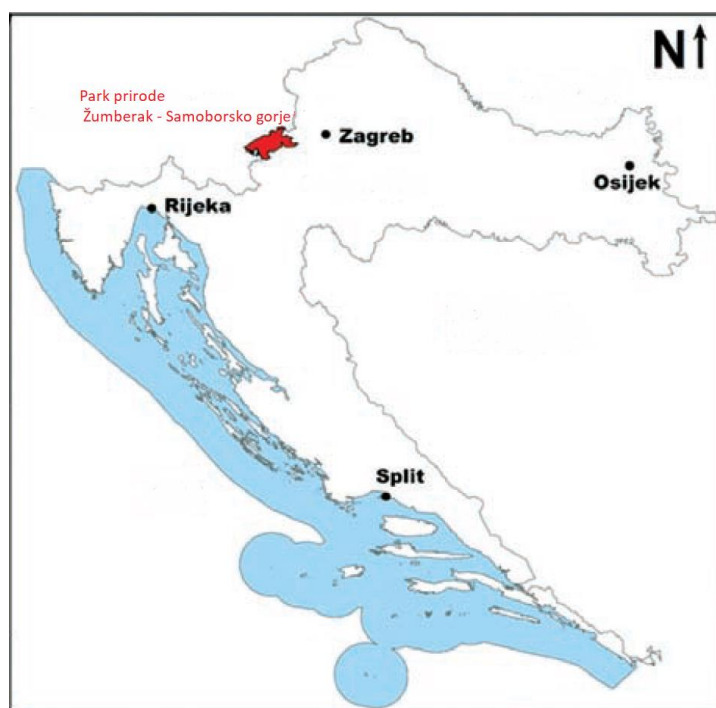 N
Park prirode
Žumberak - Samoborsko gorje
Zagreb
Osijek
Rijeka
Split